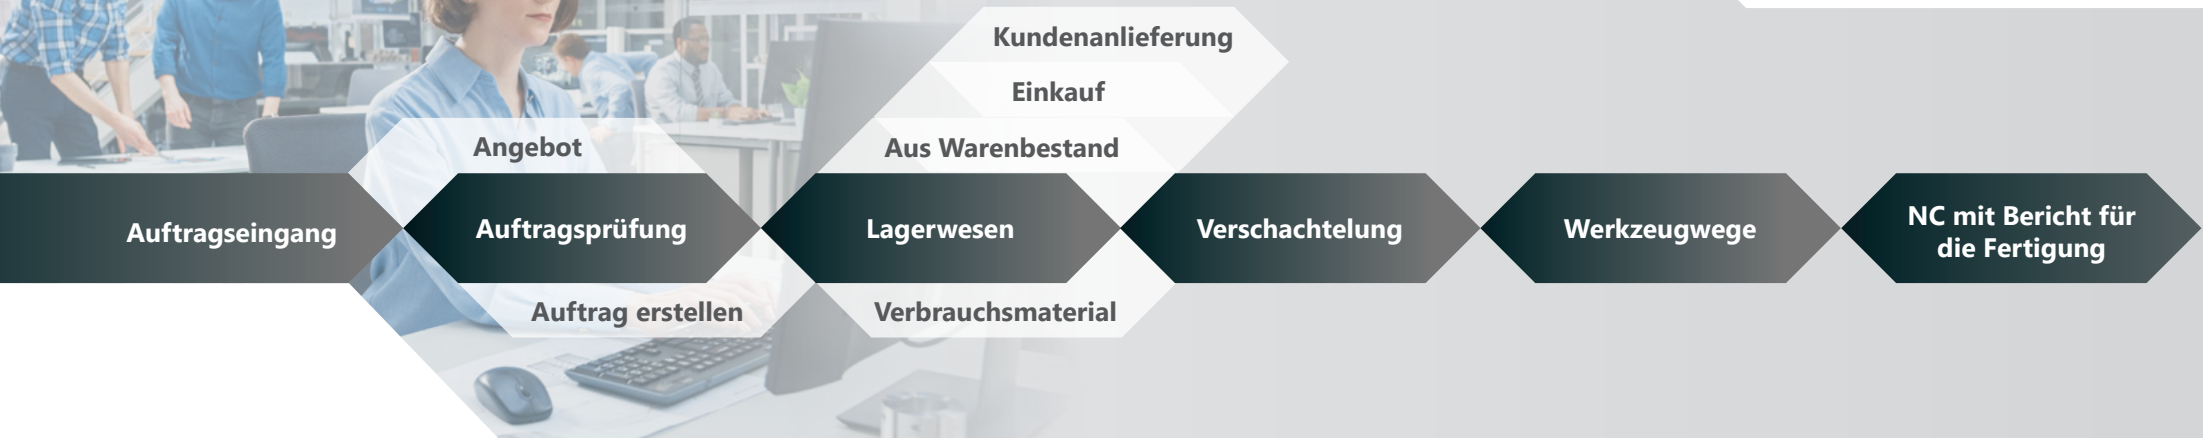 Kundenanlieferung
Einkauf
Angebot
Aus Warenbestand
Auftragseingang
Auftragsprüfung
Lagerwesen
Verschachtelung
Werkzeugwege
NC mit Bericht für
die Fertigung
Auftrag erstellen
Verbrauchsmaterial